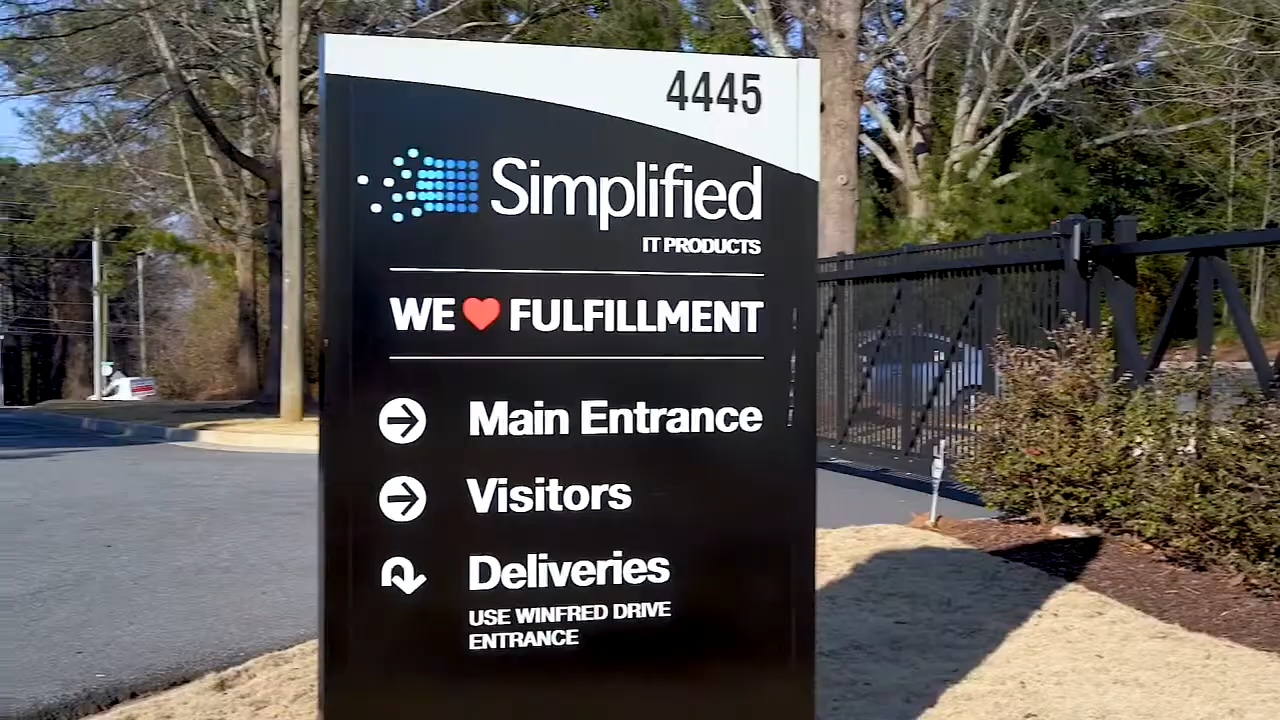 4445
Simplified
IT PRODUCTS
WE ❤ FULFILLMENT
Main Entrance
Visitors
Deliveries
USE WINFRED DRIVE
ENTRANCE